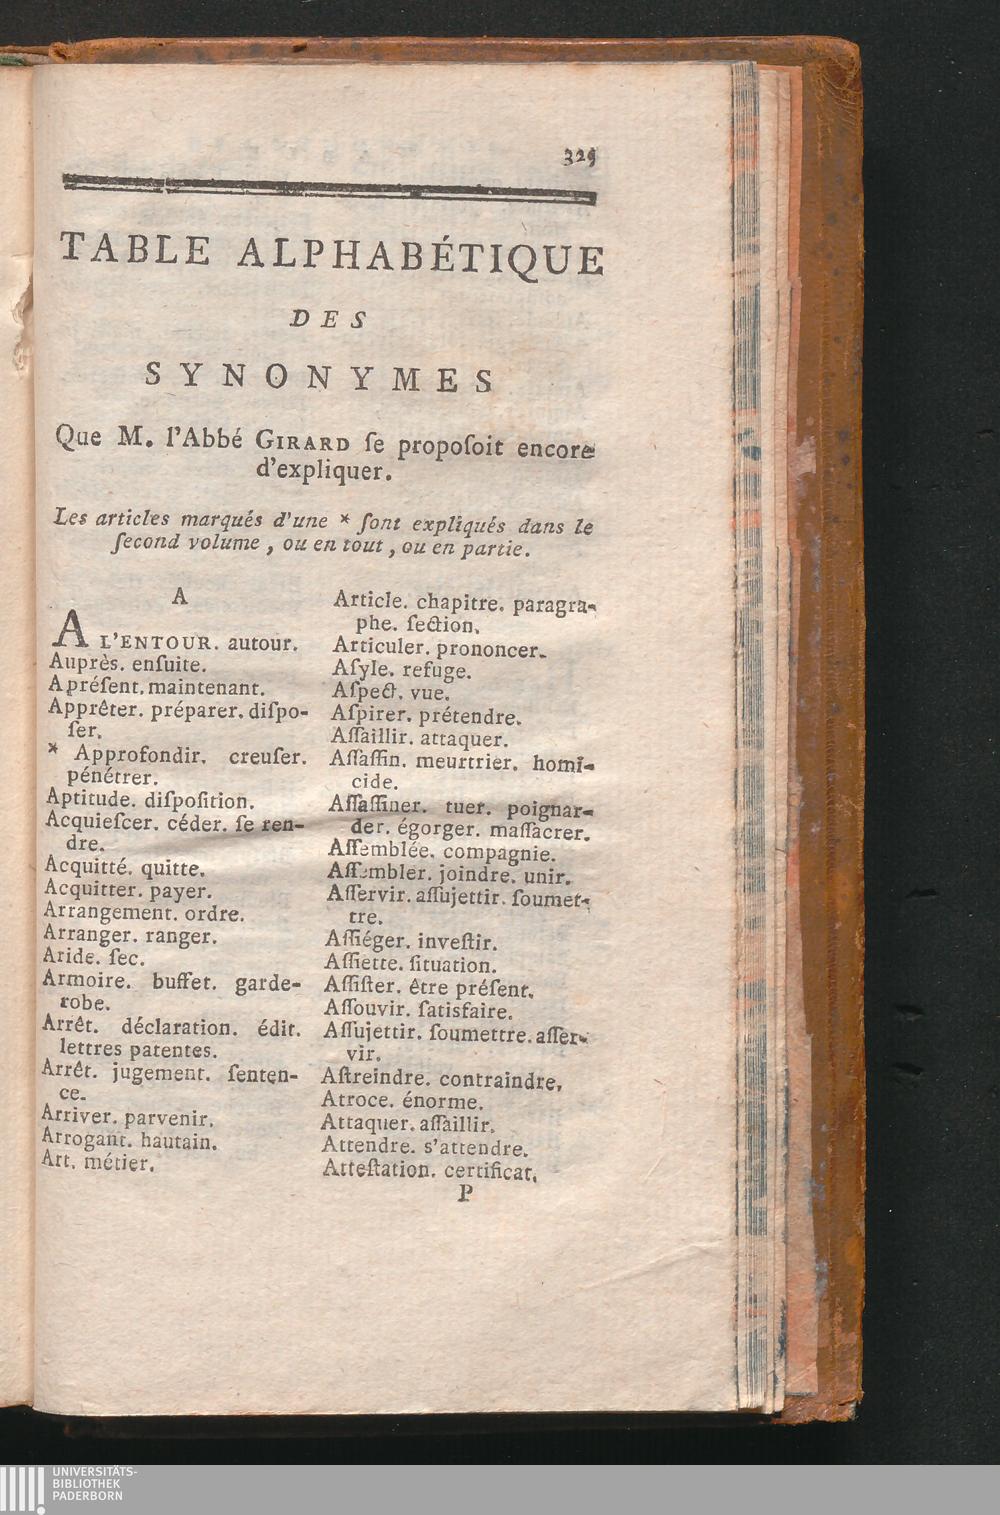 329
TABLE ALPHABÉTIQUE
DES
SYNONYMES
Que M. l'Abbé GIRARD ſe propoſoit encore
d'expliquer.
Les articles marqués d'une * ſont expliqués dans le
ſecond volume , ou en tout , ou en partie.
A
A L'ENTOUR. autour.
Auprès. enſuite.
Apréſent. maintenant.
Apprêter. préparer. diſpo-
ſer.
* Approfondir. creuſer.
pénétrer.
Aptitude. diſpoſition.
Acquieſcer. céder. ſe ren-
dre.
Acquitté. quitte.
Acquitter. payer.
Arrangement. ordre.
Arranger. ranger.
Aride. ſec.
Armoire. buffet. garde-
robe.
Arrêt. déclaration. édit.
lettres patentes.
Arrêt. jugement. ſenten-
ce.
Arriver. parvenir.
Arrogant. hautain.
Art. métier.
Article. chapitre. paragra-
phe. ſection.
Articuler. prononcer.
Aſyle. refuge.
Aſpect. vue.
Aſpirer. prétendre.
Aſſaillir. attaquer.
Aſſaſſin. meurtrier. homi-
cide.
Aſſaſſiner. tuer. poignar-
der. égorger. maſſacrer.
Aſſemblée. compagnie.
Aſſembler. joindre. unir.
Aſſervir. aſſujettir. ſoumet-
tre.
Aſſiéger. inveſtir.
Aſſiette. ſituation.
Aſſiſter. être préſent.
Aſſouvir. ſatisfaire.
Aſſujettir. ſoumettre. aſſer-
vir.
Aſtreindre. contraindre.
Atroce. énorme.
Attaquer. aſſaillir.
Attendre. s'attendre.
Atteſtation. certificat.
P
UNIVERSITÄTS-
BIBLIOTHEK
PADERBORN